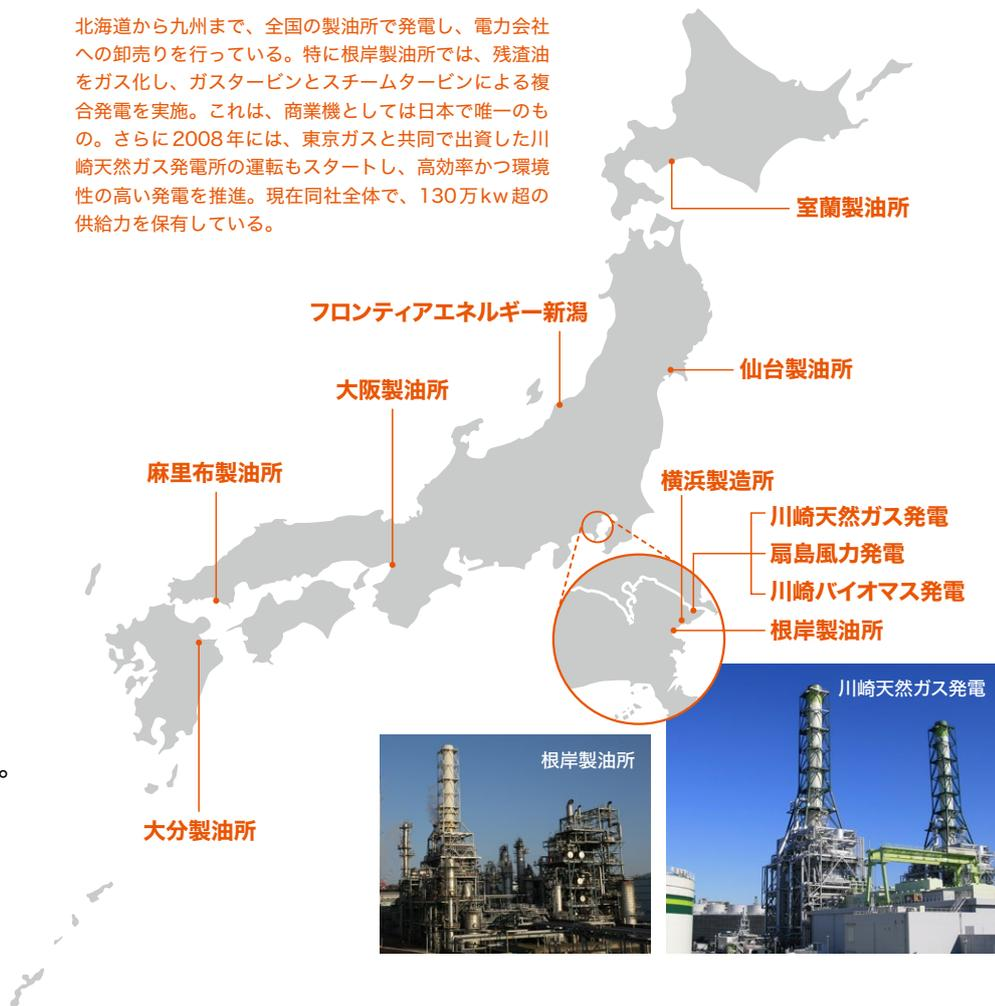 北海道から九州まで、全国の製油所で発電し、電力会社
への卸売りを行っている。特に根岸製油所では、残渣油
をガス化し、ガスタービンとスチームタービンによる複
合発電を実施。これは、商業機としては日本で唯一のも
の。さらに2008年には、東京ガスと共同で出資した川
崎天然ガス発電所の運転もスタートし、高効率かつ環境
性の高い発電を推進。現在同社全体で、130万kw超の
供給力を保有している。
室蘭製油所
フロンティアエネルギー新潟
仙台製油所
大阪製油所
麻里布製油所
横浜製造所
川崎天然ガス発電
扇島風力発電
川崎バイオマス発電
根岸製油所
川崎天然ガス発電
根岸製油所
。
大分製油所